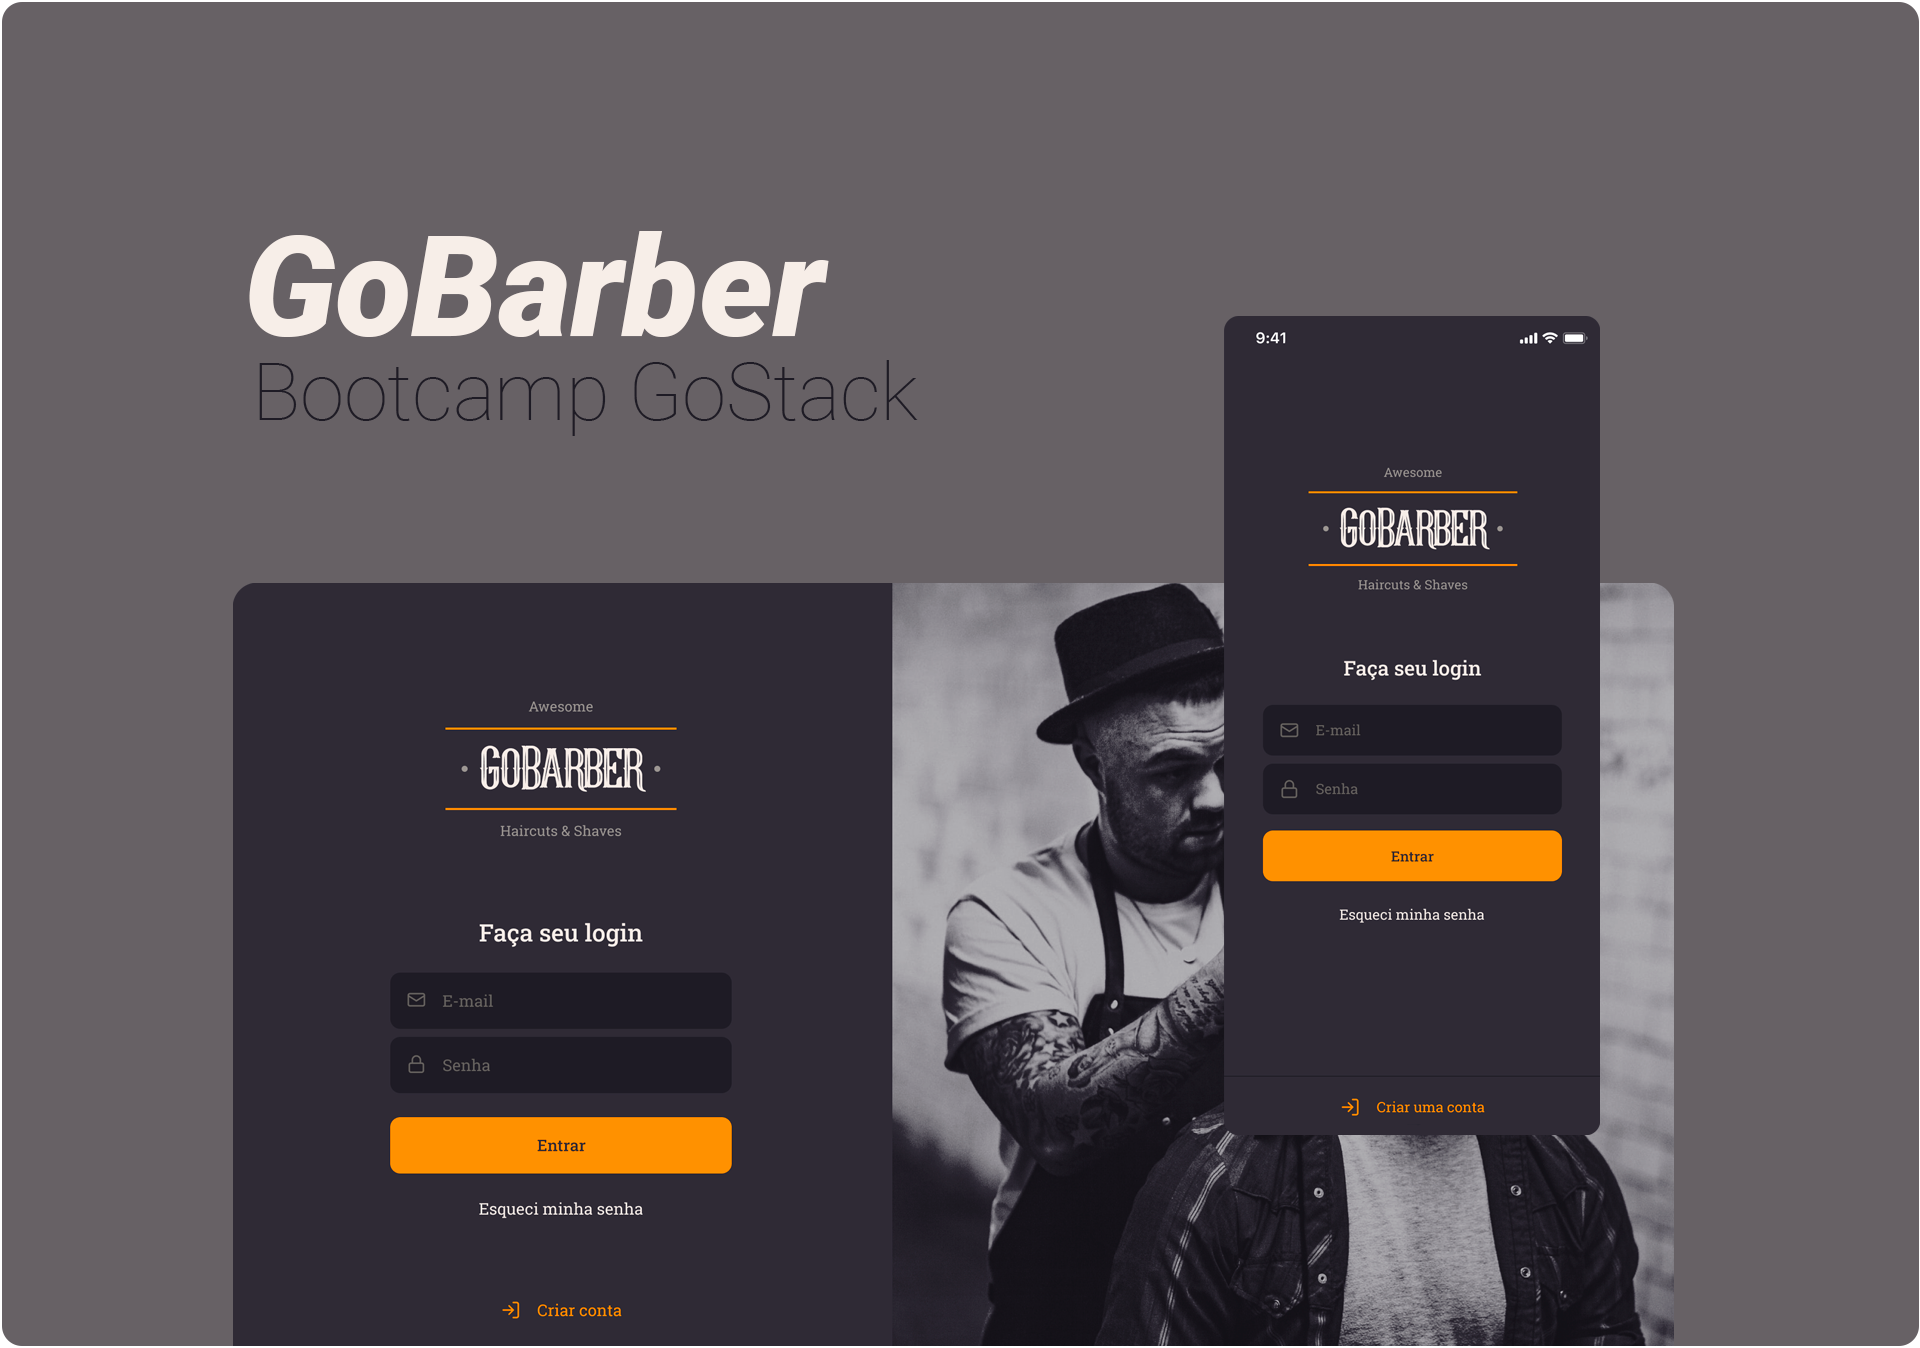 GoBarber
Bootcamp GoStack
Awesome
GOBARBER
Haircuts & Shaves
Faça seu login
E-mail
Senha
Entrar
Esqueci minha senha
Criar conta
9:41
Awesome
GOBARBER
Haircuts & Shaves
Faça seu login
E-mail
Senha
Entrar
Esqueci minha senha
Criar uma conta